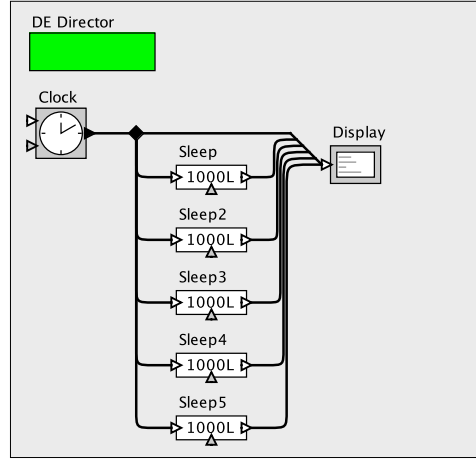 DE Director
Clock
Display
Sleep
1000L
Sleep2
1000L
Sleep3
1000L
Sleep4
1000L
Sleep5
1000L